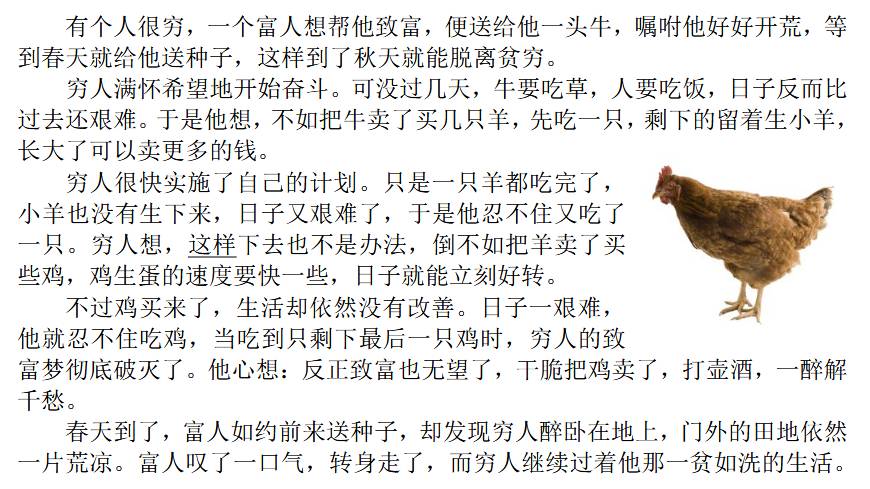 有个人很穷，一个富人想帮他致富，便送给他一头牛，嘱咐他好好开荒，等
到春天就给他送种子，这样到了秋天就能脱离贫穷。
穷人满怀希望地开始奋斗。可没过几天，牛要吃草，人要吃饭，日子反而比
过去还艰难。于是他想，不如把牛卖了买几只羊，先吃一只，剩下的留着生小羊，
长大了可以卖更多的钱。
穷人很快实施了自己的计划。只是一只羊都吃完了，
小羊也没有生下来，日子又艰难了，于是他忍不住又吃了
一只。穷人想，这样下去也不是办法，倒不如把羊卖了买
些鸡，鸡生蛋的速度要快一些，日子就能立刻好转。
不过鸡买来了，生活却依然没有改善。日子一艰难，
他就忍不住吃鸡，当吃到只剩下最后一只鸡时，穷人的致
富梦彻底破灭了。他心想：反正致富也无望了，干脆把鸡卖了，打壶酒，一醉解
千愁。
春天到了，富人如约前来送种子，却发现穷人醉卧在地上，门外的田地依然
一片荒凉。富人叹了一口气，转身走了，而穷人继续过着他那一贫如洗的生活。